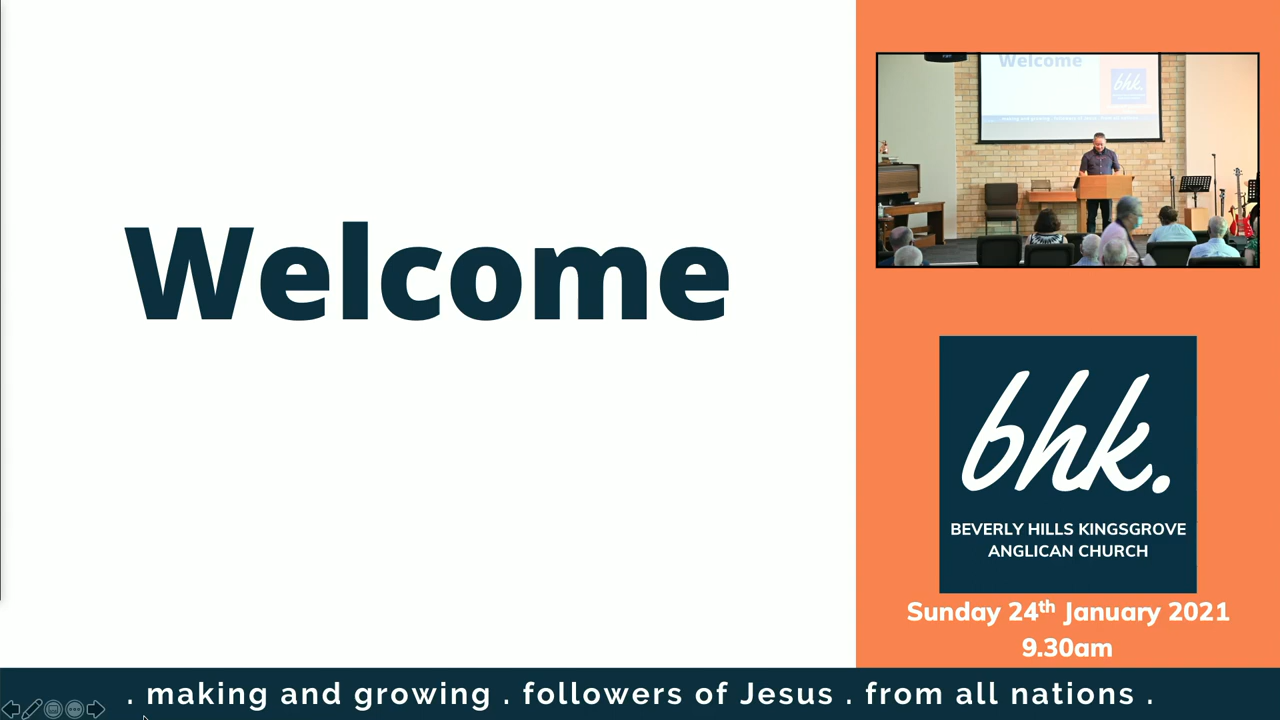 Welcome
Welcome
bhk.
bhk.
BEVERLY HILLS KINGSGROVE
ANGLICAN CHURCH
Sunday 24th January 2021
9.30am
. making and growing . followers of Jesus . from all nations .